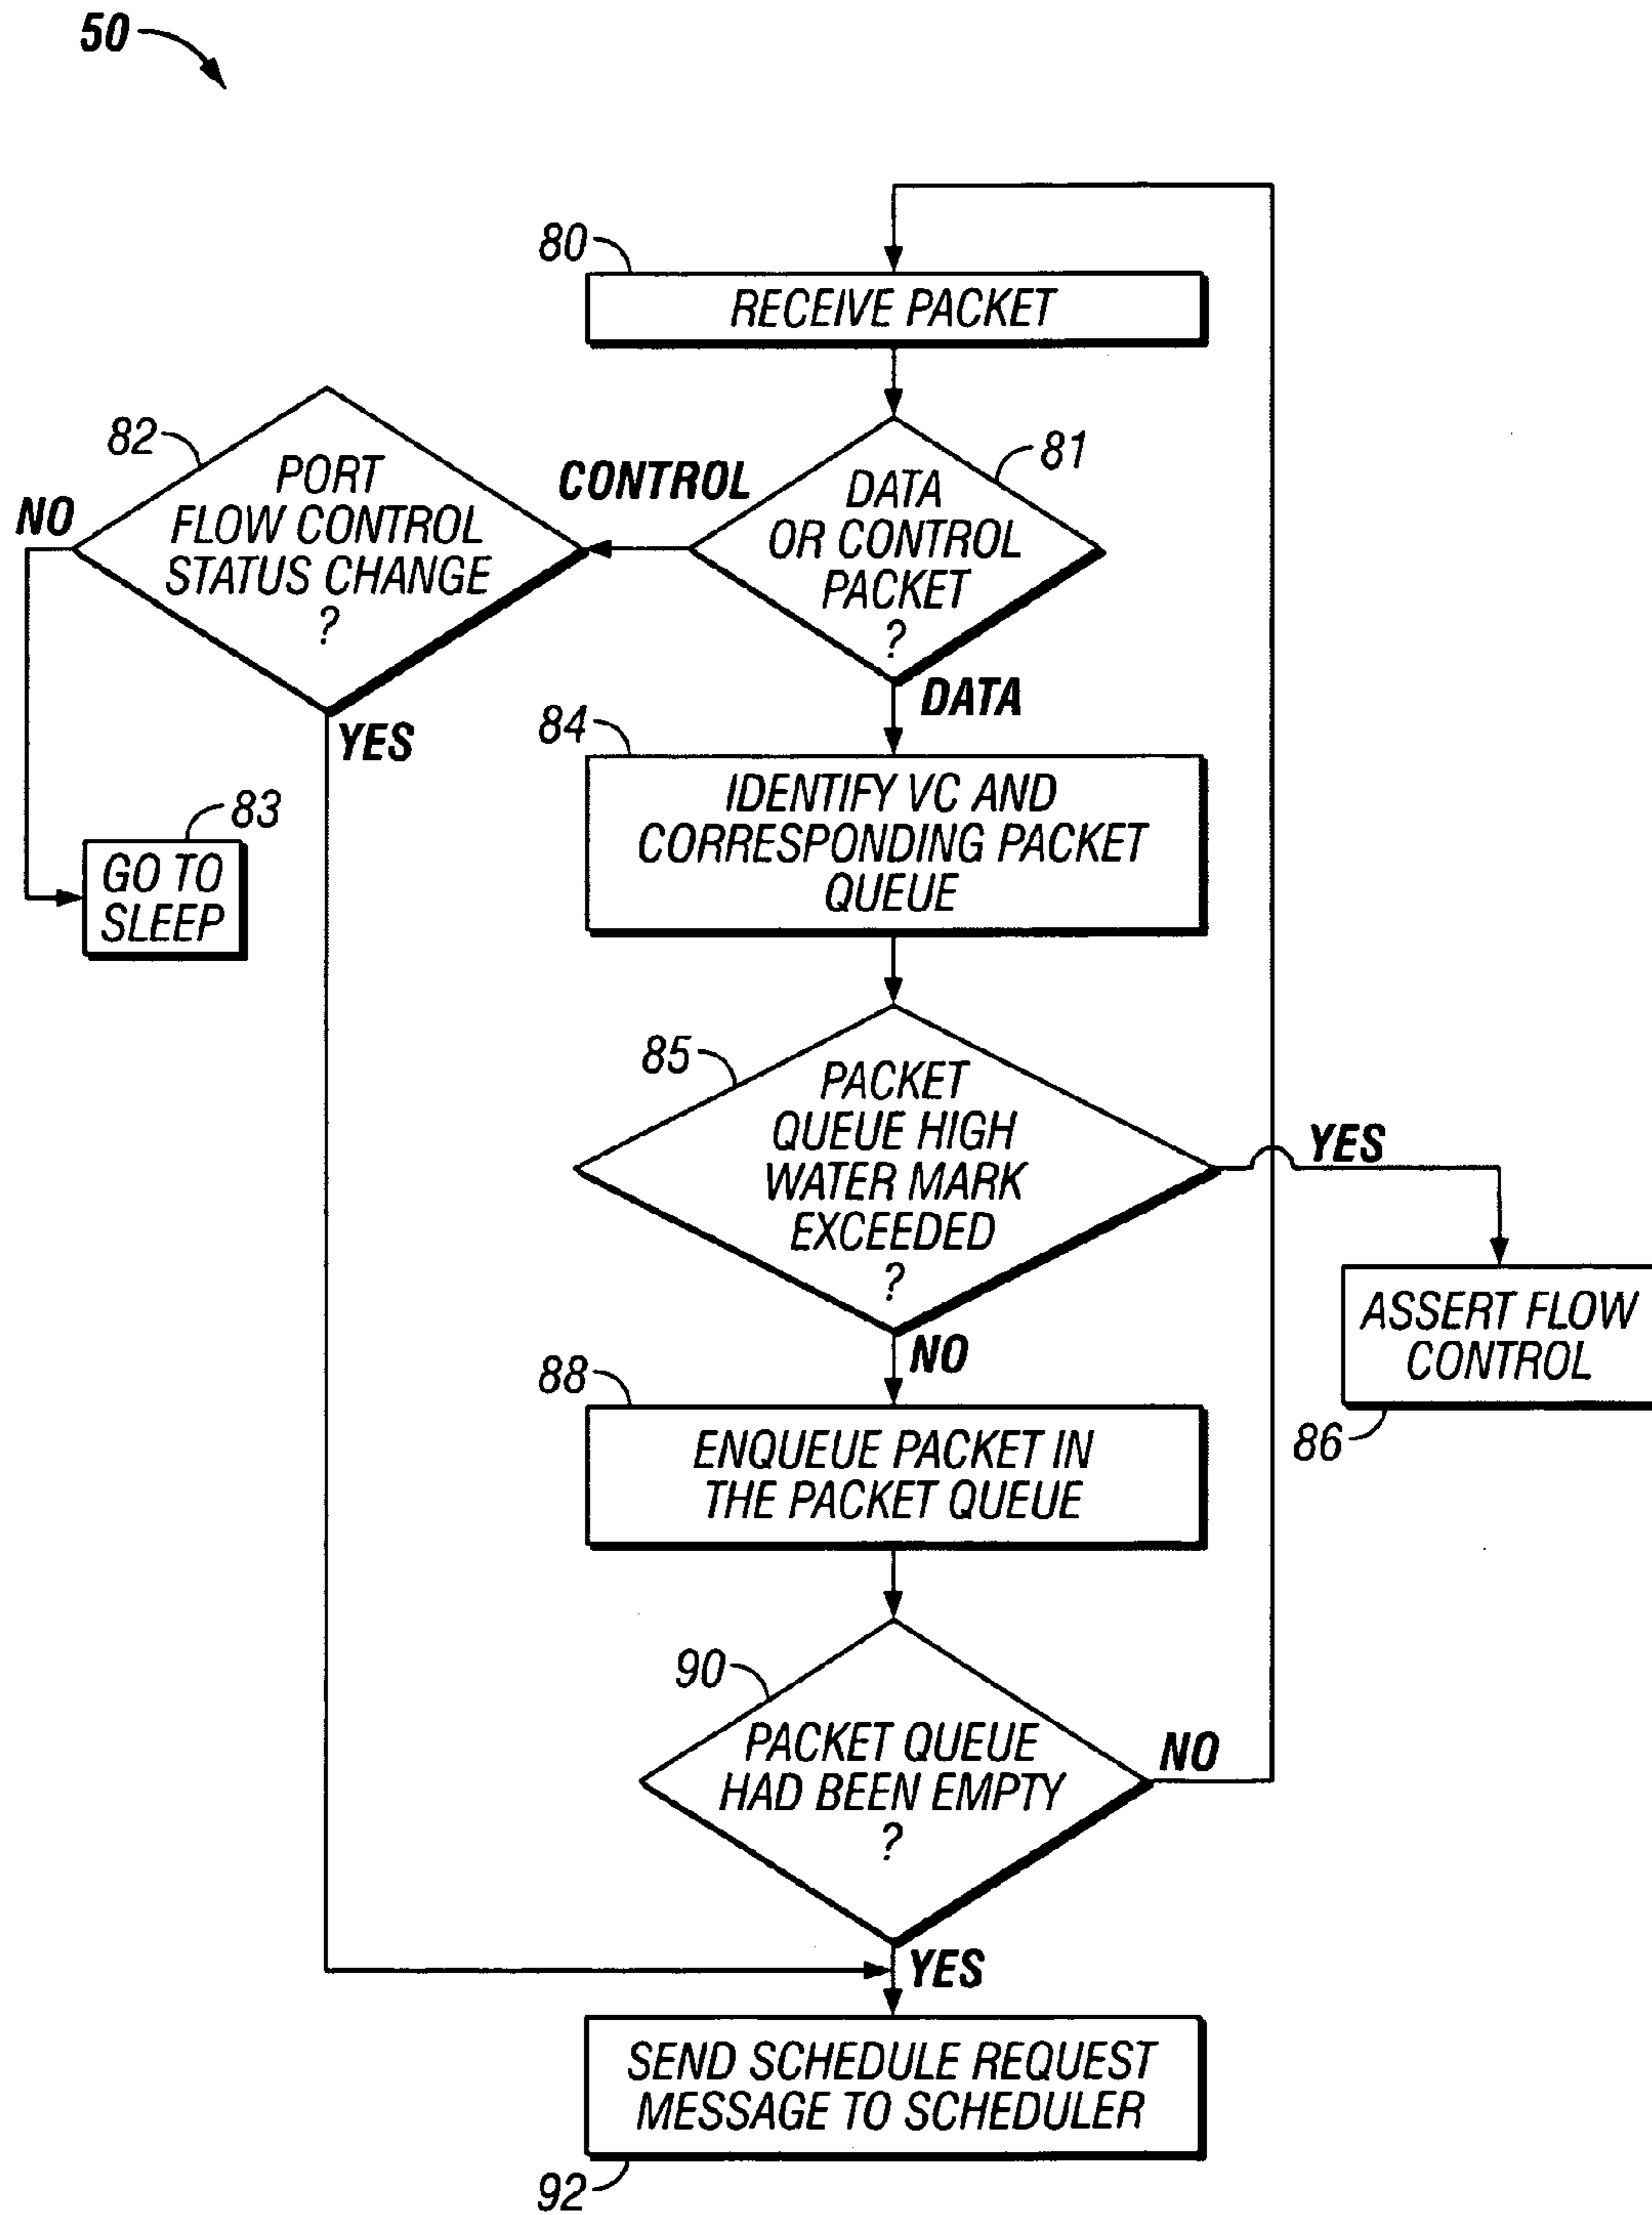 50
80
RECEIVE PACKET
82
PORT
FLOW CONTROL
STATUS CHANGE
?
NO
YES
CONTROL
81
DATA
OR CONTROL
PACKET
?
DATA
83
GO TO
SLEEP
84
IDENTIFY VC AND
CORRESPONDING PACKET
QUEUE
85
PACKET
QUEUE HIGH
WATER MARK
EXCEEDED
?
YES
NO
ASSERT FLOW
CONTROL
86
88
ENQUEUE PACKET IN
THE PACKET QUEUE
90
PACKET QUEUE
HAD BEEN EMPTY
?
NO
YES
SEND SCHEDULE REQUEST
MESSAGE TO SCHEDULER
92